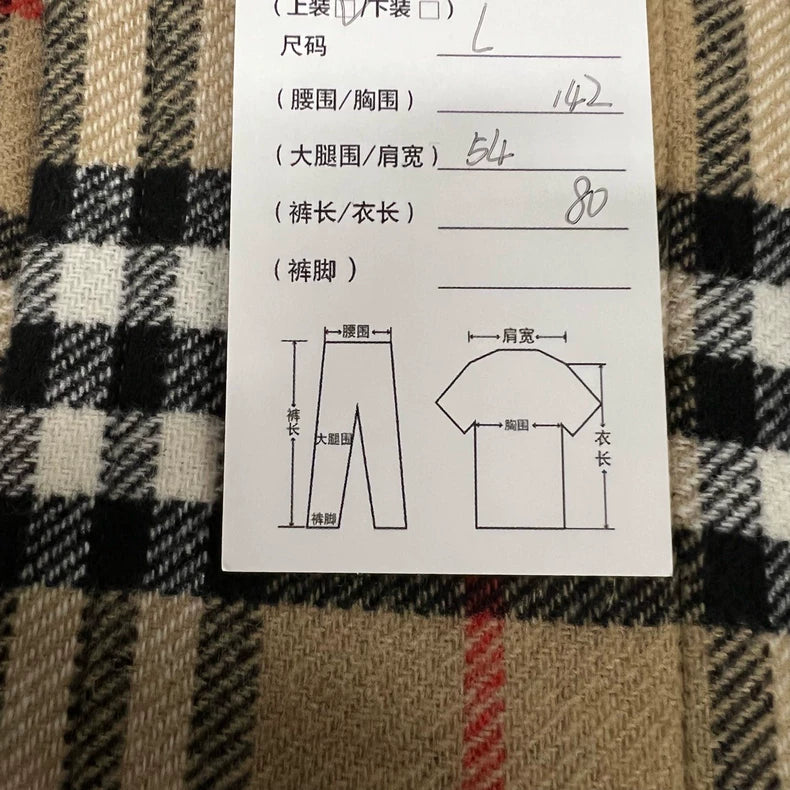 (上装☑/下装□)
尺码 L
(腰围/胸围) 142
(大腿围/肩宽) 54
(裤长/衣长) 80
(裤脚)
腰围
肩宽
裤长
大腿围
胸围
衣长
裤脚